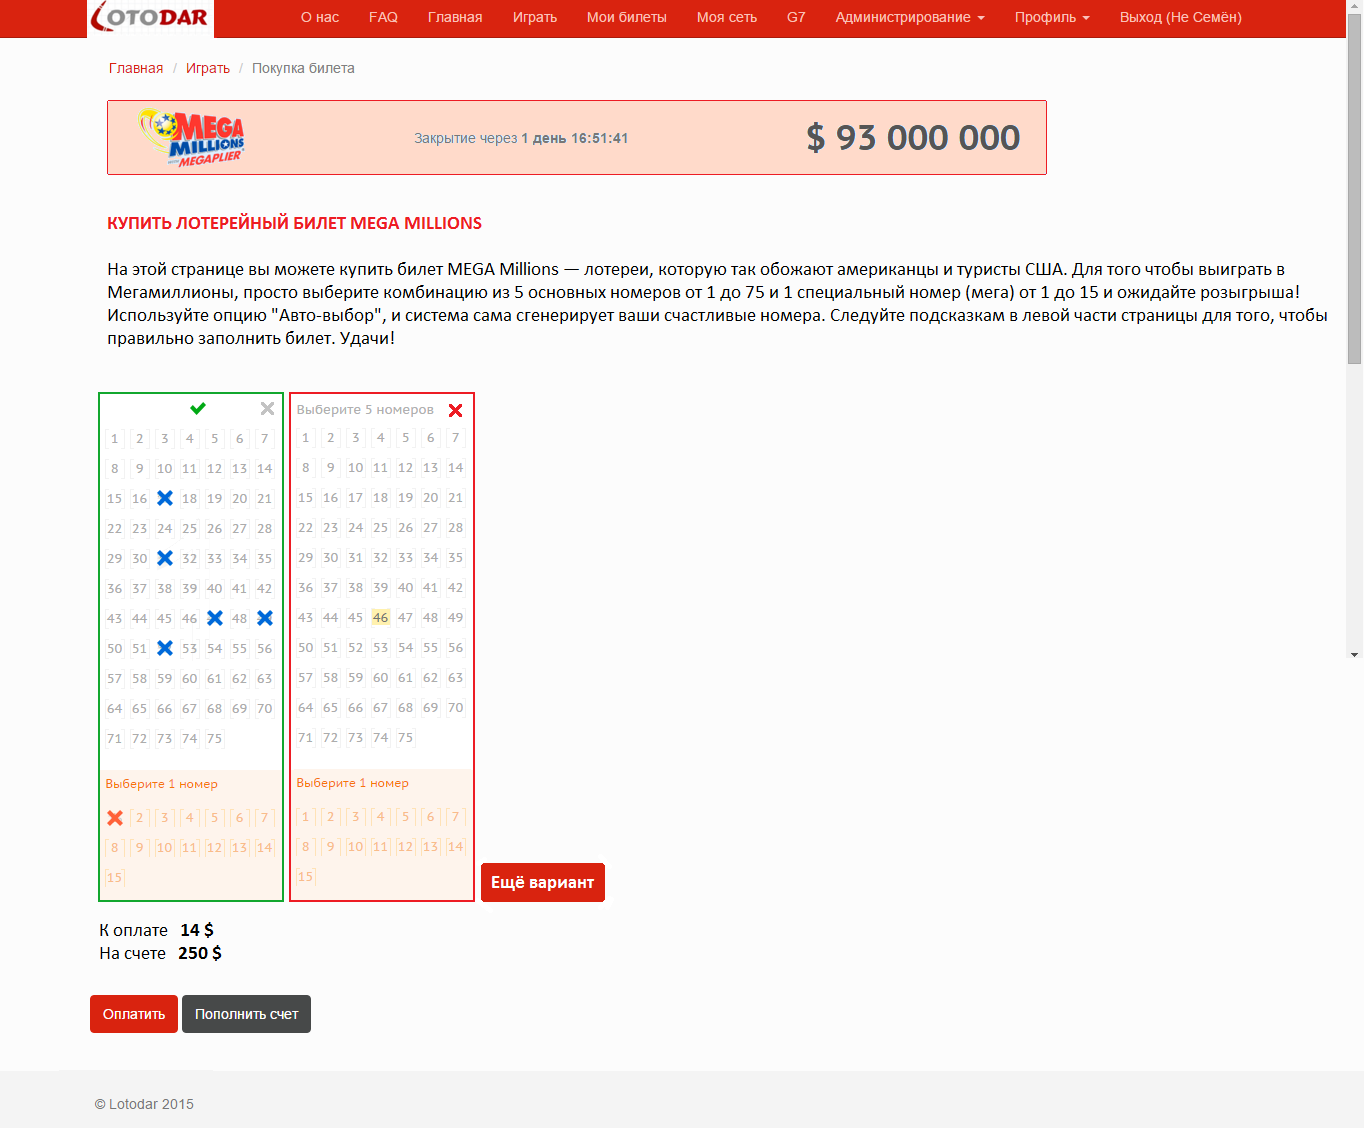 LOTODAR О нас FAQ Главная Играть Мои билеты Моя сеть G7 Администрирование Профиль Выход (Не Семён)
Главная / Играть / Покупка билета
MEGA
MILLIONS
MEGAPLIER
Закрытие через 1 день 16:51:41
$ 93 000 000
КУПИТЬ ЛОТЕРЕЙНЫЙ БИЛЕТ MEGA MILLIONS
На этой странице вы можете купить билет MEGA Millions — лотереи, которую так обожают американцы и туристы США. Для того чтобы выиграть в
Мегамиллионы, просто выберите комбинацию из 5 основных номеров от 1 до 75 и 1 специальный номер (мега) от 1 до 15 и ожидайте розыгрыша!
Используйте опцию "Авто-выбор", и система сама сгенерирует ваши счастливые номера. Следуйте подсказкам в левой части страницы для того, чтобы
правильно заполнить билет. Удачи!
1 2 3 4 5 6 7
8 9 10 11 12 13 14
15 16 18 19 20 21
22 23 24 25 26 27 28
29 30 32 33 34 35
36 37 38 39 40 41 42
43 44 45 46 48
50 51 53 54 55 56
57 58 59 60 61 62 63
64 65 66 67 68 69 70
71 72 73 74 75
Выберите 1 номер
2 3 4 5 6 7
8 9 10 11 12 13 14
15
Выберите 5 номеров
1 2 3 4 5 6 7
8 9 10 11 12 13 14
15 16 17 18 19 20 21
22 23 24 25 26 27 28
29 30 31 32 33 34 35
36 37 38 39 40 41 42
43 44 45 46 47 48 49
50 51 52 53 54 55 56
57 58 59 60 61 62 63
64 65 66 67 68 69 70
71 72 73 74 75
Выберите 1 номер
1 2 3 4 5 6 7
8 9 10 11 12 13 14
15
Ещё вариант
К оплате 14 $
На счете 250 $
Оплатить Пополнить счет
© Lotodar 2015